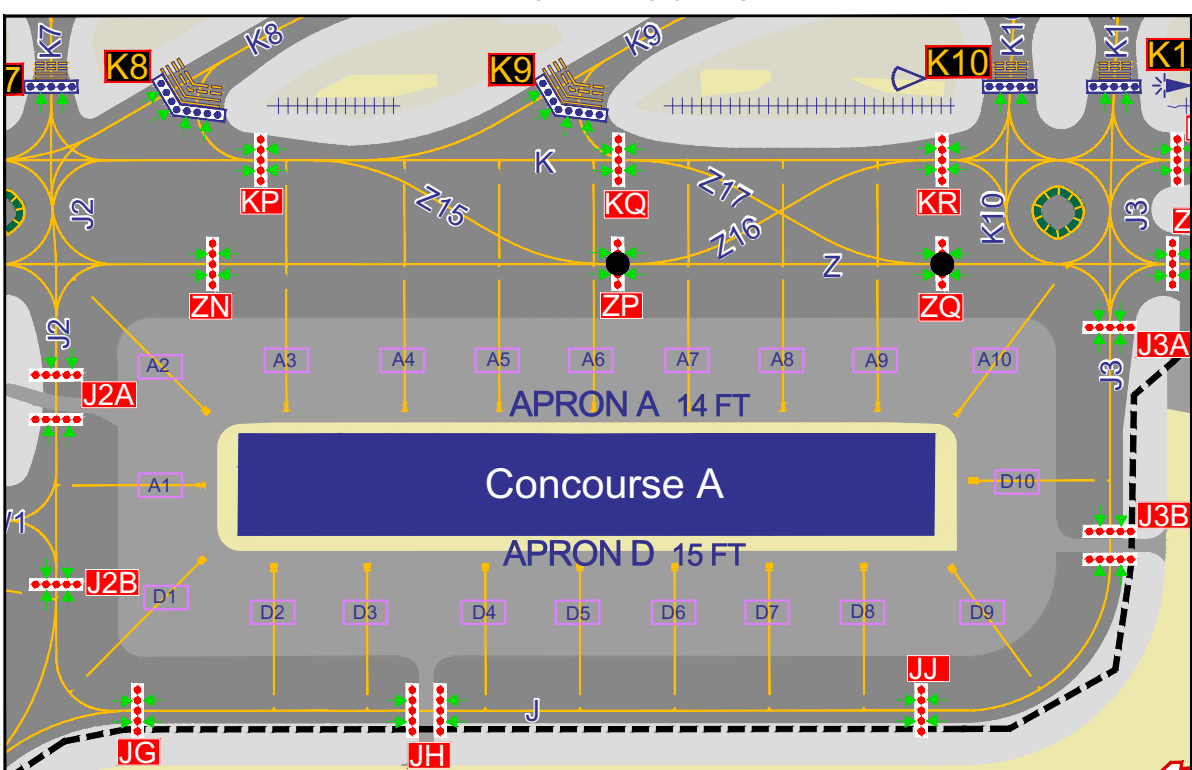 K7
K8
K8
K9
K9
K10
K1
7
K
KP
KQ
KR
J2
Z15
Z17
Z16
K10
J3
Z
Z
ZN
ZP
ZQ
J2
J3A
J3
A2
A3
A4
A5
A6
A7
A8
A9
A10
J2A
APRON A 14 FT
A1
Concourse A
D10
J3B
APRON D 15 FT
J2B
D1
D2
D3
D4
D5
D6
D7
D8
D9
JJ
J
JG
JH